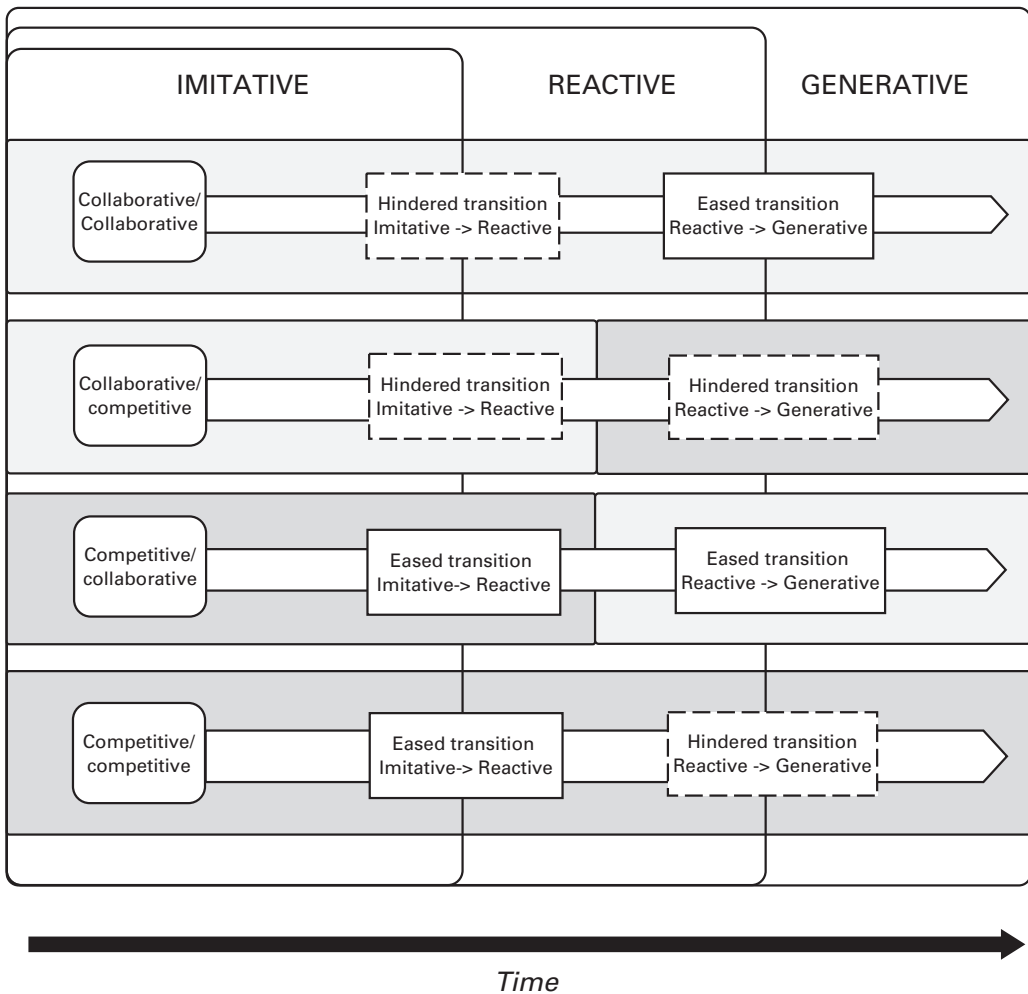 IMITATIVE REACTIVE GENERATIVE
Collaborative/
Collaborative
Hindered transition
Imitative -> Reactive
Eased transition
Reactive -> Generative
Collaborative/
competitive
Hindered transition
Imitative -> Reactive
Hindered transition
Reactive -> Generative
Competitive/
collaborative
Eased transition
Imitative-> Reactive
Eased transition
Reactive -> Generative
Competitive/
competitive
Eased transition
Imitative-> Reactive
Hindered transition
Reactive -> Generative
Time